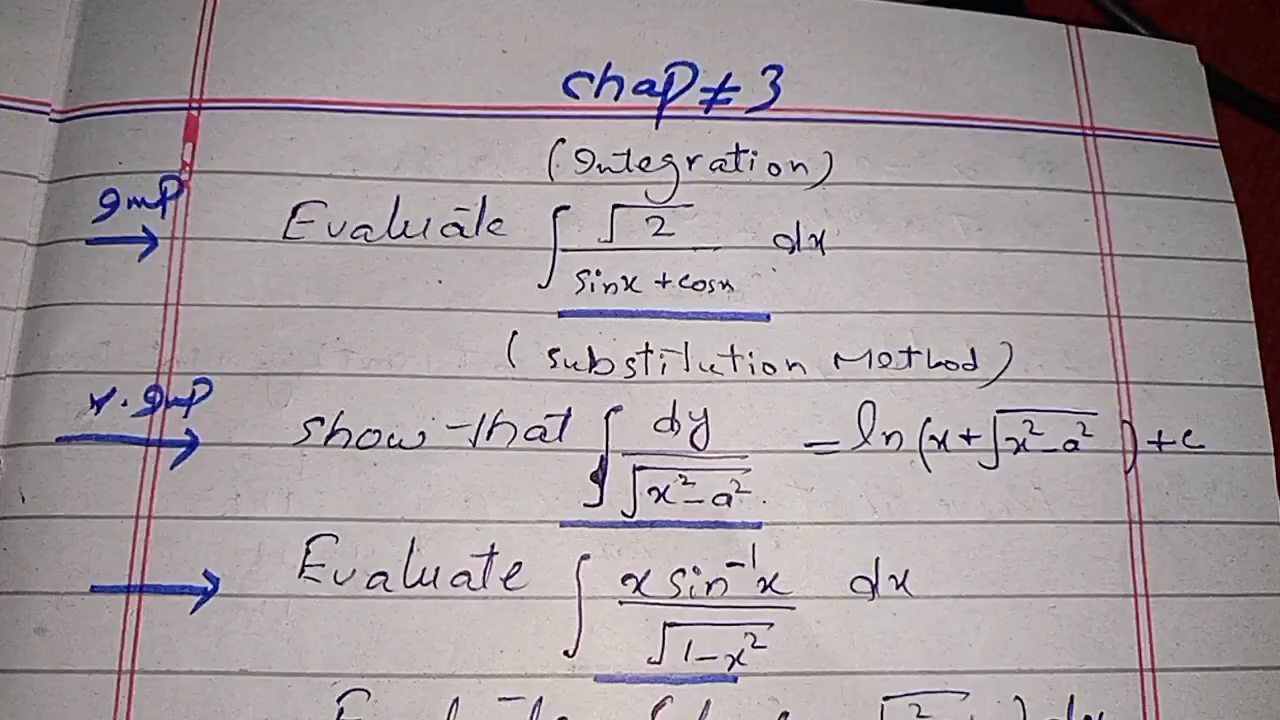 Chap # 3
(Integration)
Imp → Evaluate ∫ √2 / (sinx + cosx) dx
(Substitution Method)
v. Imp → Show that ∫ dy / √(x² - a²) = ln(x + √(x² - a²)) + c
→ Evaluate ∫ x sin⁻¹x / √(1 - x²) dx